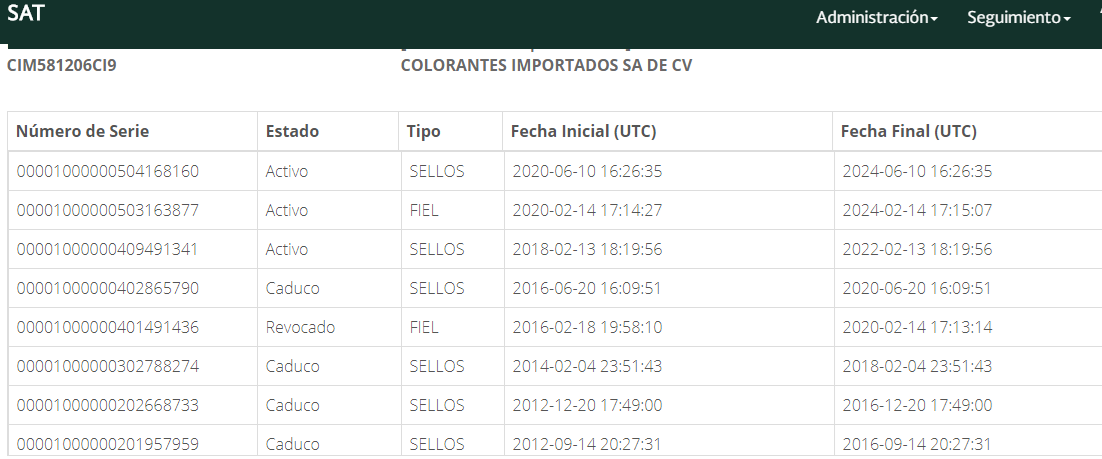 SAT
Administración Seguimiento
CIM581206CI9 COLORANTES IMPORTADOS SA DE CV
Número de Serie Estado Tipo Fecha Inicial (UTC) Fecha Final (UTC)
00001000000504168160 Activo SELLOS 2020-06-10 16:26:35 2024-06-10 16:26:35
00001000000503163877 Activo FIEL 2020-02-14 17:14:27 2024-02-14 17:15:07
00001000000409491341 Activo SELLOS 2018-02-13 18:19:56 2022-02-13 18:19:56
00001000000402865790 Caduco SELLOS 2016-06-20 16:09:51 2020-06-20 16:09:51
00001000000401491436 Revocado FIEL 2016-02-18 19:58:10 2020-02-14 17:13:14
00001000000302788274 Caduco SELLOS 2014-02-04 23:51:43 2018-02-04 23:51:43
00001000000202668733 Caduco SELLOS 2012-12-20 17:49:00 2016-12-20 17:49:00
00001000000201957959 Caduco SELLOS 2012-09-14 20:27:31 2016-09-14 20:27:31